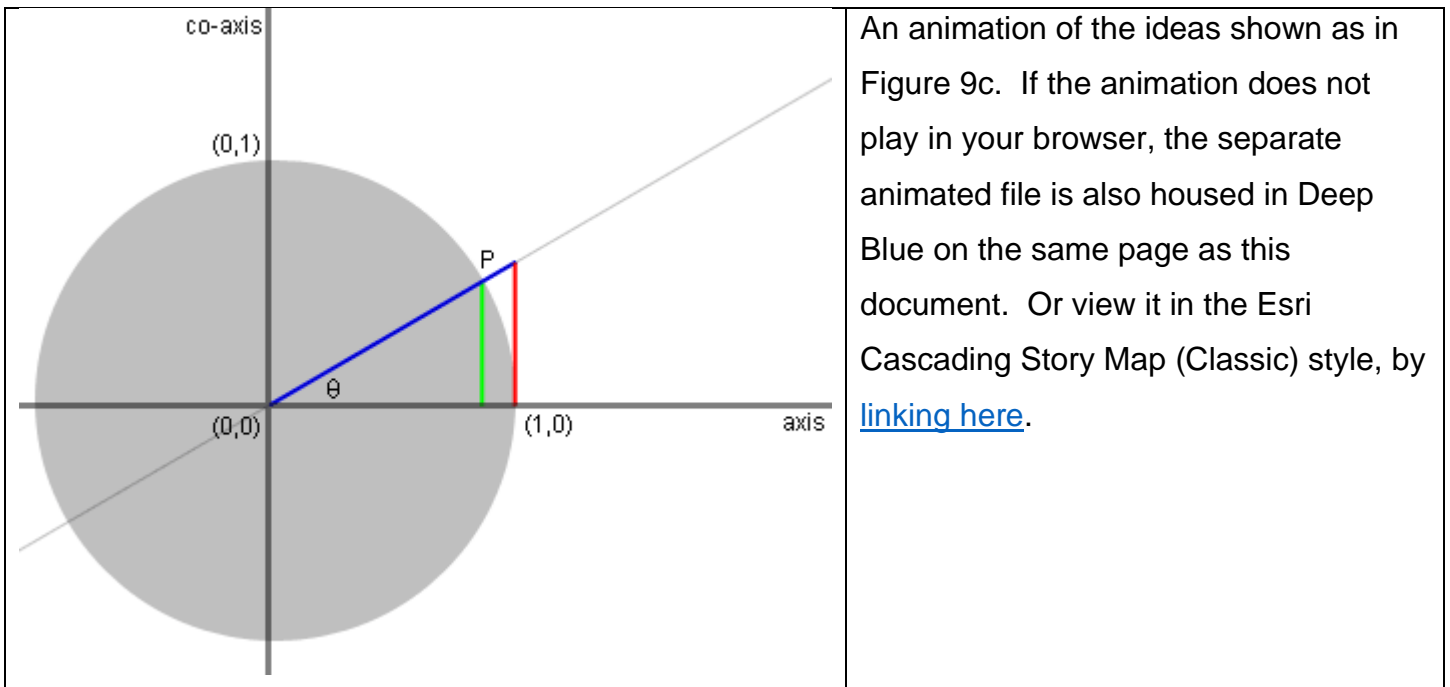 co-axis
(0,1)
P
θ
(0,0)
(1,0)
axis
An animation of the ideas shown as in
Figure 9c.  If the animation does not
play in your browser, the separate
animated file is also housed in Deep
Blue on the same page as this
document.  Or view it in the Esri
Cascading Story Map (Classic) style, by
linking here.